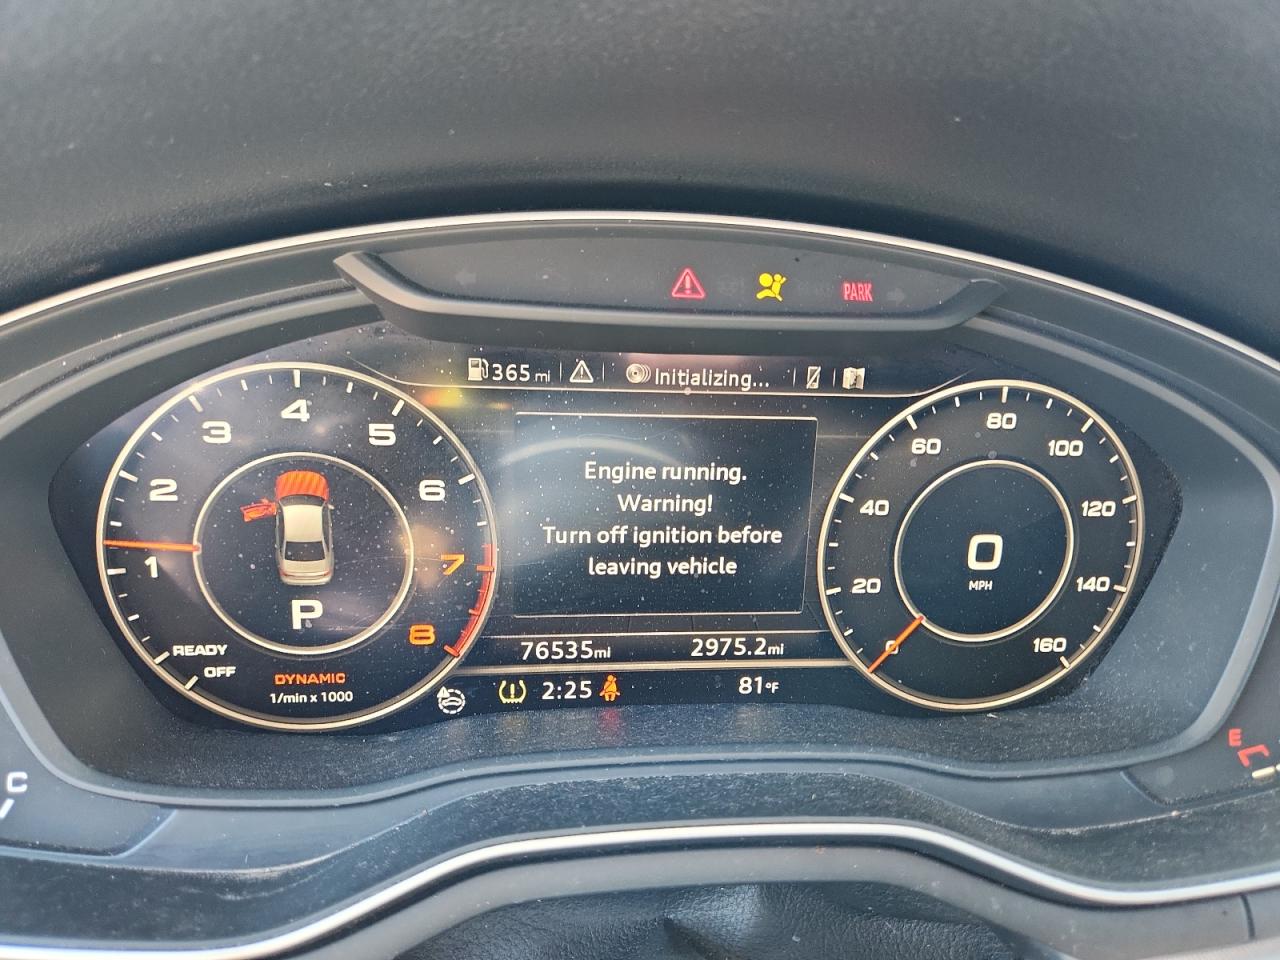 PARK
365 mi
Initializing...
1
2
3
4
5
6
7
8
P
READY
OFF
DYNAMIC
1/min x 1000
Engine running.
Warning!
Turn off ignition before
leaving vehicle
76535mi
2975.2mi
2:25
81°F
0
20
40
60
80
100
120
140
160
0
MPH
C
E